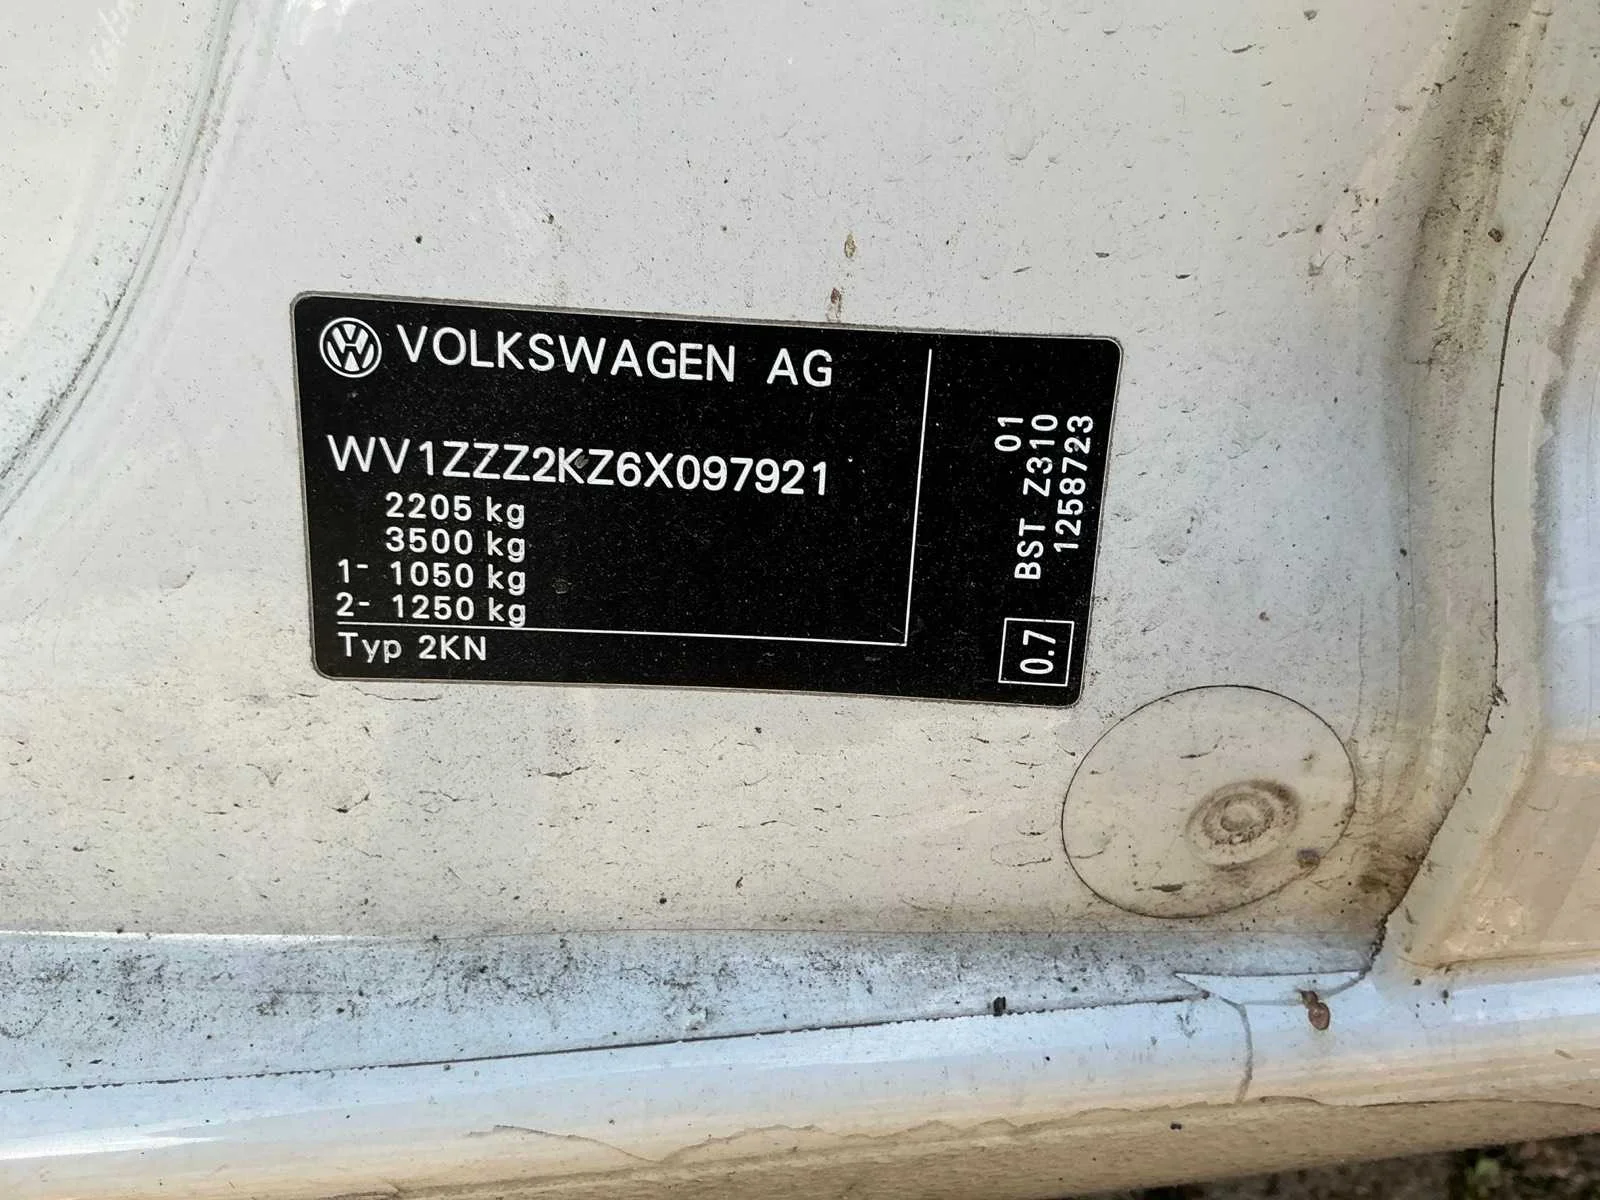 VOLKSWAGEN AG
WV1ZZZ2KZ6X097921
2205 kg
3500 kg
1- 1050 kg
2- 1250 kg
Typ 2KN
01
BST Z310
1258723
0.7